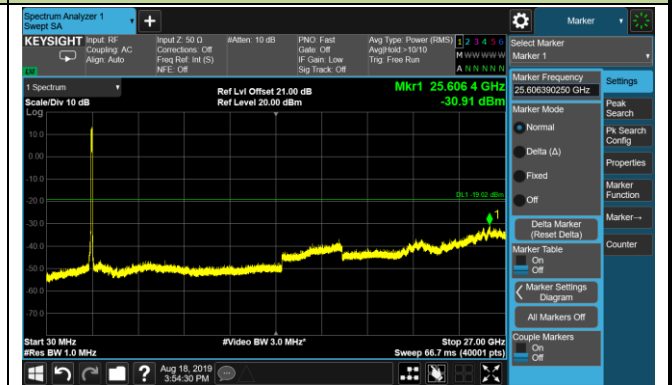 Spectrum Analyzer 1
Swept SA
Marker
KEYSIGHT
Input: RF
Coupling: AC
Align: Auto
Input Z: 50 Ω
Corrections: Off
Freq Ref: Int (S)
NFE: Off
#Atten: 10 dB
PNO: Fast
Gate: Off
IF Gain: Low
Sig Track: Off
Avg Type: Power (RMS)
Avg|Hold:>10/10
Trig: Free Run
1 2 3 4 5 6
M W W W W W
A N N N N N
LW
Select Marker
Marker 1
1 Spectrum
Scale/Div 10 dB
Log
Ref Lvl Offset 21.00 dB
Ref Level 20.00 dBm
Mkr1 25.606 4 GHz
-30.91 dBm
10.0
0.00
-10.0
-20.0
-30.0
-40.0
-50.0
-60.0
-70.0
DL1 -19.02 dBm
1
Start 30 MHz
#Res BW 1.0 MHz
#Video BW 3.0 MHz*
Stop 27.00 GHz
Sweep 66.7 ms (40001 pts)
Marker Frequency
25.606390250 GHz
Marker Mode
Normal
Delta (Δ)
Fixed
Off
Delta Marker
(Reset Delta)
Marker Table
On
Off
Marker Settings
Diagram
All Markers Off
Couple Markers
On
Off
Settings
Peak
Search
Pk Search
Config
Properties
Marker
Function
Marker→
Counter
Aug 18, 2019
3:54:30 PM